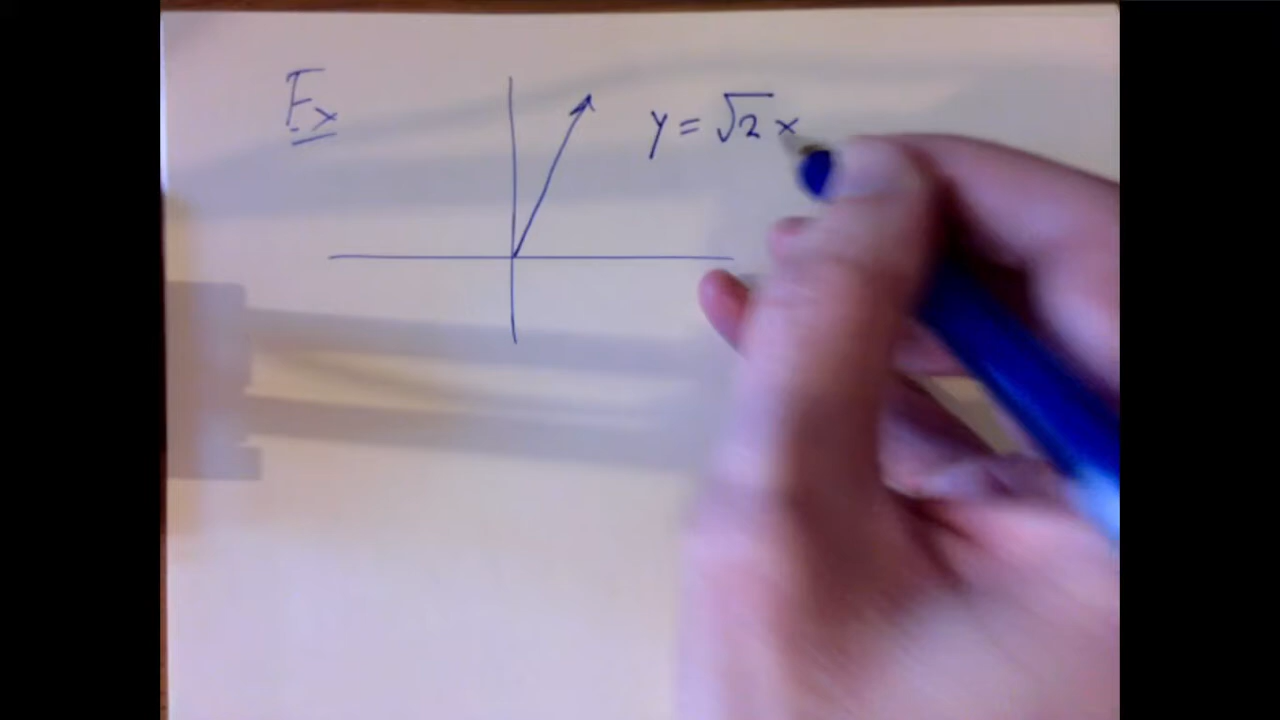 Ex
y = √2 x